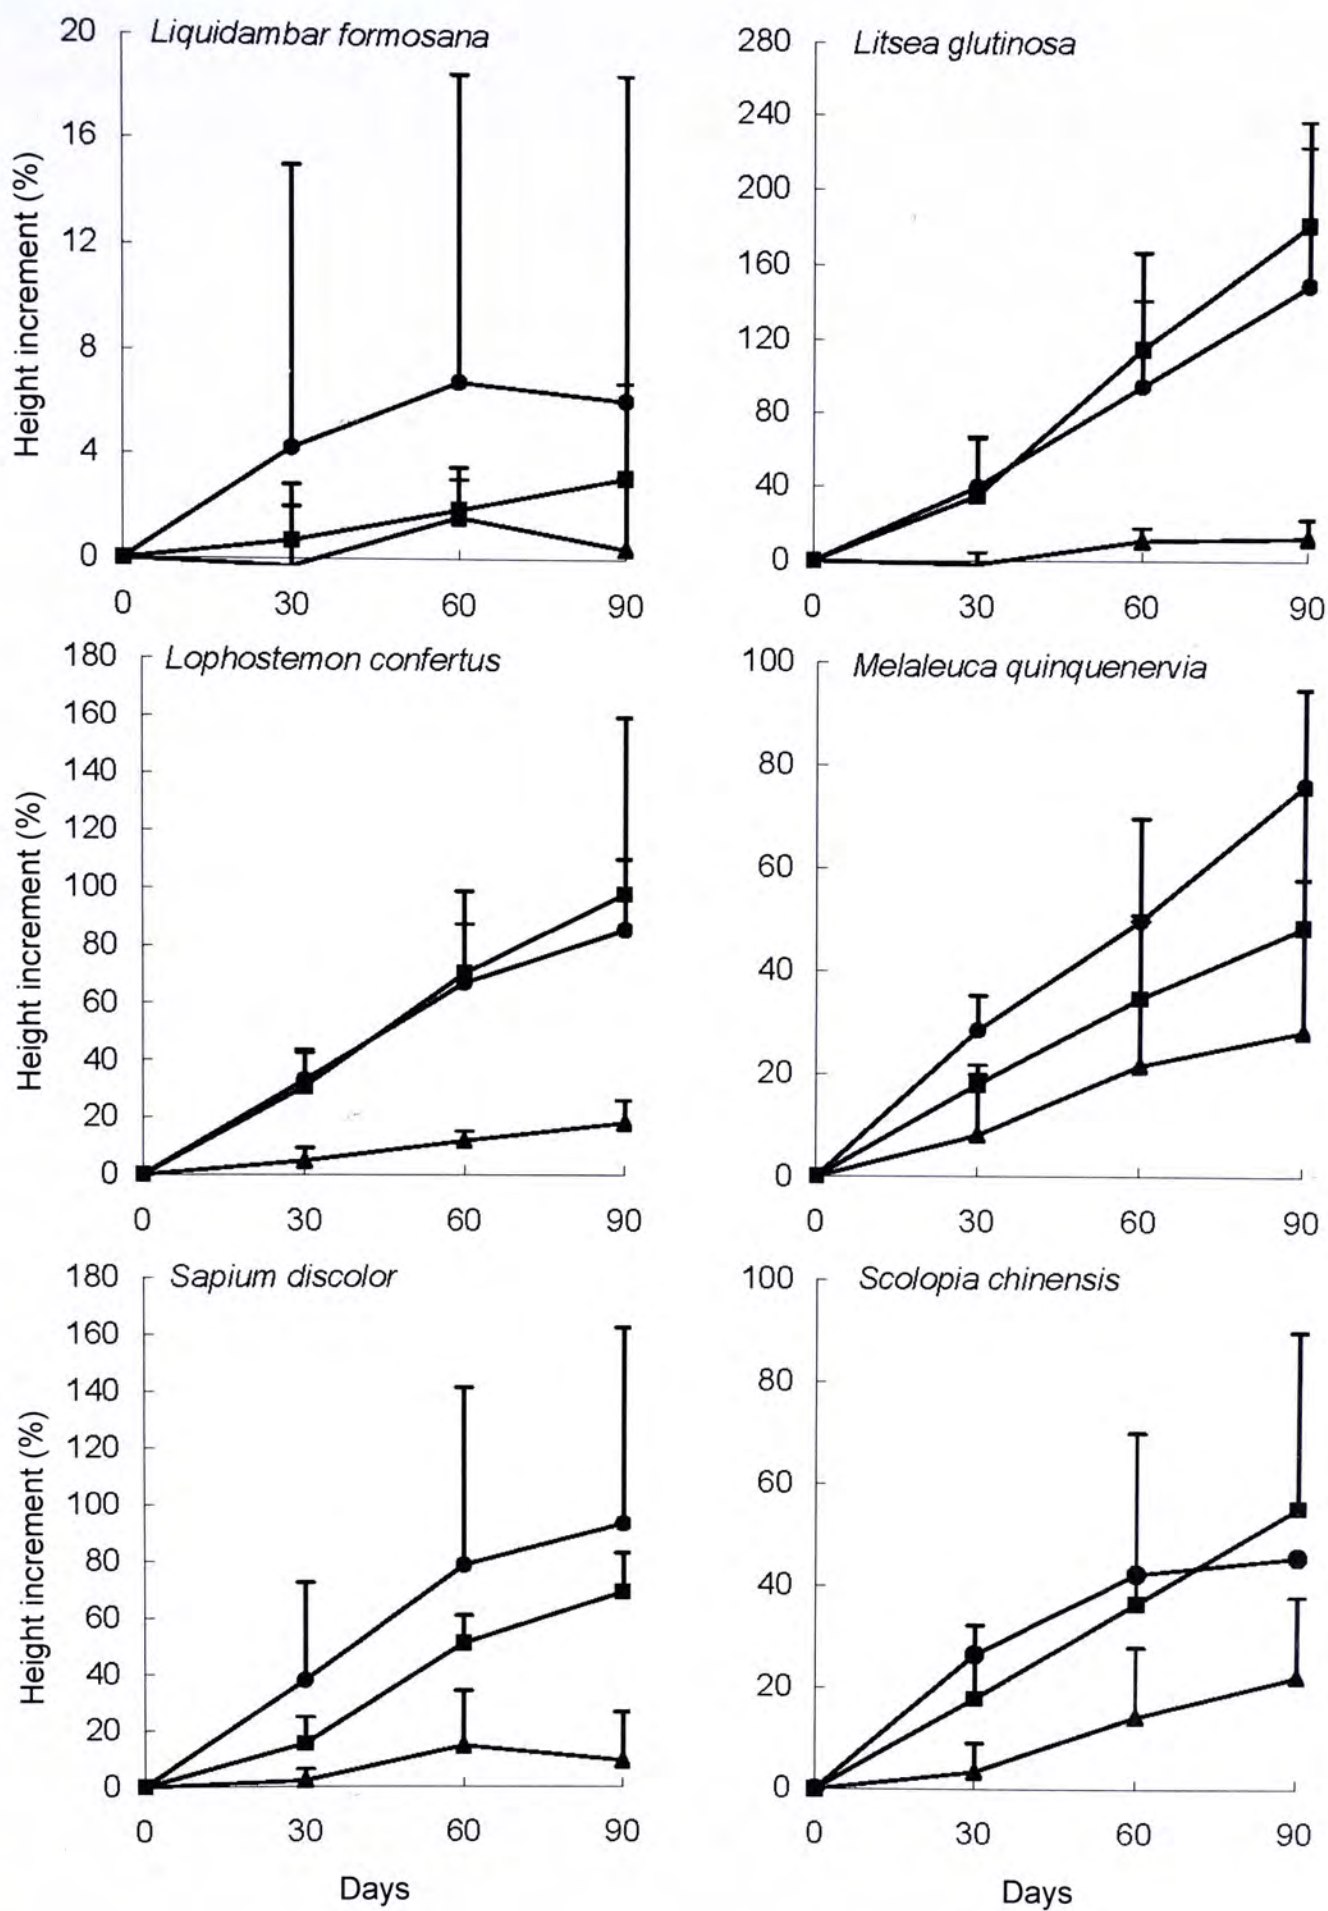 Liquidambar formosana
20
16
12
8
4
0
Height increment (%)
0 30 60 90
Litsea glutinosa
280
240
200
160
120
80
40
0
0 30 60 90
Lophostemon confertus
180
160
140
120
100
80
60
40
20
0
Height increment (%)
0 30 60 90
Melaleuca quinquenervia
100
80
60
40
20
0
0 30 60 90
Sapium discolor
180
160
140
120
100
80
60
40
20
0
Height increment (%)
0 30 60 90
Days
Scolopia chinensis
100
80
60
40
20
0
0 30 60 90
Days